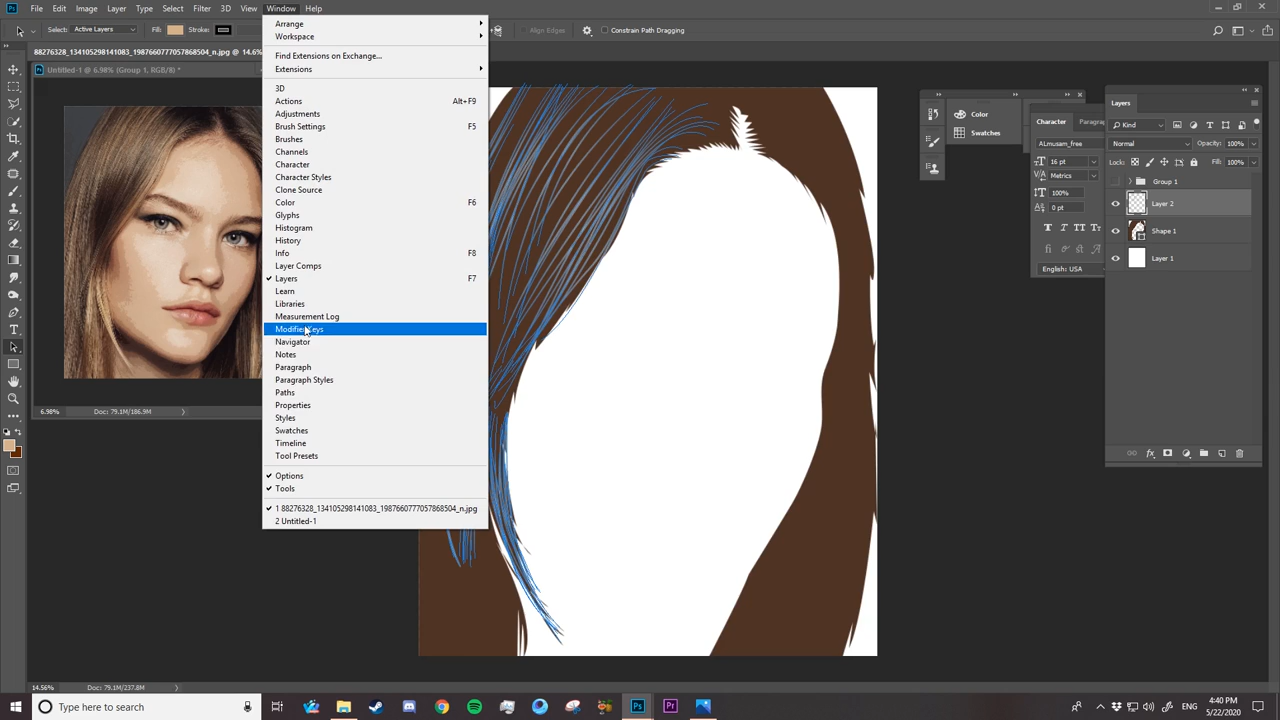 File Edit Image Layer Type Select Filter 3D View Window Help
Select: Active Layers Fill: Stroke: Align Edges Constrain Path Dragging
88276328_134105298141083_1987660777057868504_n.jpg @ 14.6%
Untitled-1 @ 6.98% (Group 1, RGB/8) *
Arrange
Workspace
Find Extensions on Exchange...
Extensions
3D
Actions Alt+F9
Adjustments
Brush Settings F5
Brushes
Channels
Character
Character Styles
Clone Source
Color F6
Glyphs
Histogram
History
Info F8
Layer Comps
Layers F7
Learn
Libraries
Measurement Log
Modifier Keys
Navigator
Notes
Paragraph
Paragraph Styles
Paths
Properties
Styles
Swatches
Timeline
Tool Presets
Options
Tools
1 88276328_134105298141083_1987660777057868504_n.jpg
2 Untitled-1
6.98% Doc: 79.1M/186.9M
Color
Swatches
Character Paragra
ALmusam_free
16 pt
Metrics
100%
0 pt
English: USA
Layers
Kind
Normal Opacity: 100%
Lock: Fill: 100%
Group 1
Layer 2
Shape 1
Layer 1
14.56% Doc: 79.1M/237.8M
Type here to search
4:40 PM
5/22/2020